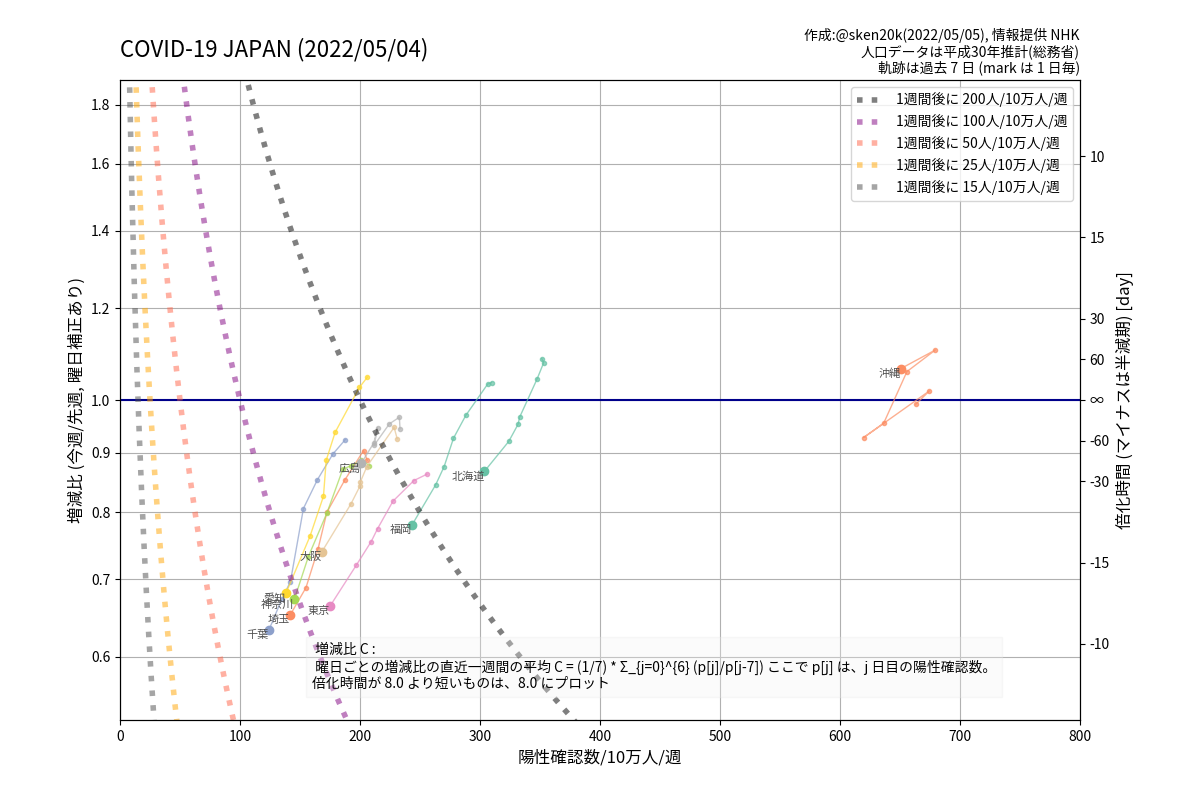 COVID-19 JAPAN (2022/05/04)
作成:@sken20k(2022/05/05), 情報提供 NHK
人口データは平成30年推計(総務省)
軌跡は過去 7 日 (mark は 1 日毎)
1週間後に 200人/10万人/週
1週間後に 100人/10万人/週
1週間後に 50人/10万人/週
1週間後に 25人/10万人/週
1週間後に 15人/10万人/週
増減比 (今週/先週, 曜日補正あり)
1.8
1.6
1.4
1.2
1.0
0.9
0.8
0.7
0.6
10
15
30
60
∞
-60
-30
-15
-10
倍化時間 (マイナスは半減期) [day]
沖縄
広島
北海道
福岡
大阪
愛知
神奈川
東京
埼玉
千葉
増減比 C :
曜日ごとの増減比の直近一週間の平均 C = (1/7) * Σ_{j=0}^{6} (p[j]/p[j-7]) ここで p[j] は、j 日目の陽性確認数。
倍化時間が 8.0 より短いものは、8.0 にプロット
0 100 200 300 400 500 600 700 800
陽性確認数/10万人/週